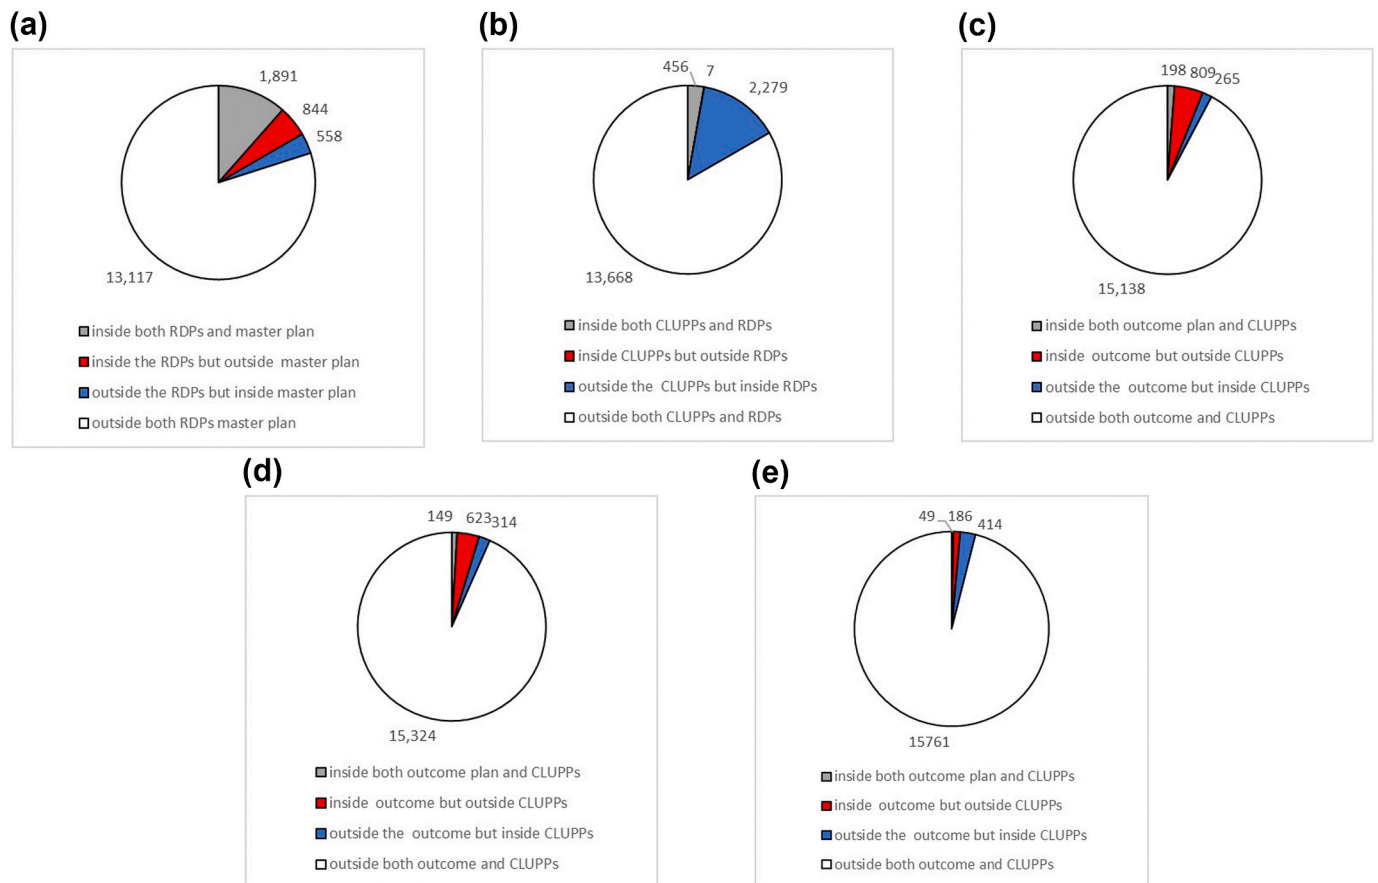 (a)
1,891
844
558
13,117
inside both RDPs and master plan
inside the RDPs but outside  master plan
outside the RDPs but inside master plan
outside both RDPs master plan
(b)
456
7
2,279
13,668
inside both CLUPPs and RDPs
inside CLUPPs but outside RDPs
outside the  CLUPPs but inside RDPs
outside both CLUPPs and RDPs
(c)
198
809
265
15,138
inside both outcome plan and CLUPPs
inside  outcome but outside CLUPPs
outside the  outcome but inside CLUPPs
outside both outcome and CLUPPs
(d)
149
623
314
15,324
inside both outcome plan and CLUPPs
inside  outcome but outside CLUPPs
outside the  outcome but inside CLUPPs
outside both outcome and CLUPPs
(e)
49
186
414
15761
inside both outcome plan and CLUPPs
inside  outcome but outside CLUPPs
outside the  outcome but inside CLUPPs
outside both outcome and CLUPPs